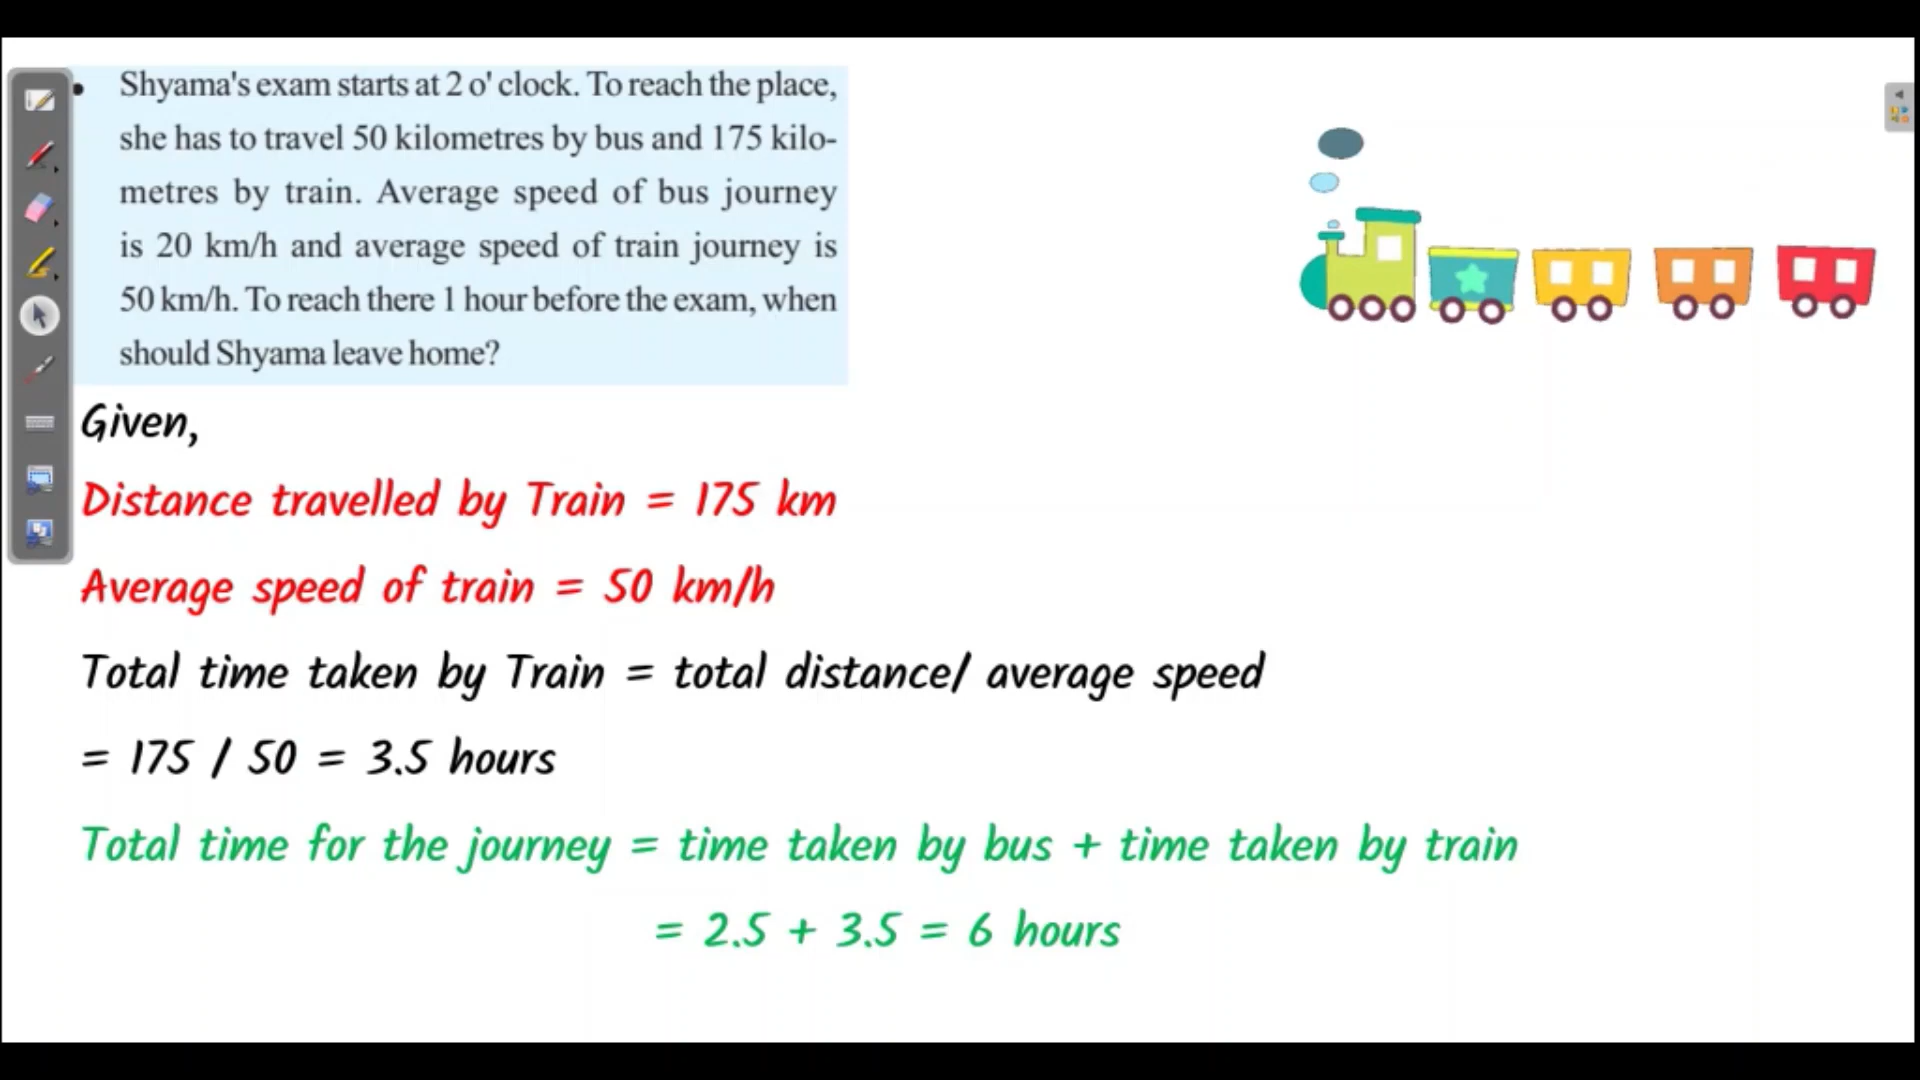 Shyama's exam starts at 2 o' clock. To reach the place,
she has to travel 50 kilometres by bus and 175 kilo-
metres by train. Average speed of bus journey
is 20 km/h and average speed of train journey is
50 km/h. To reach there 1 hour before the exam, when
should Shyama leave home?
Given,
Distance travelled by Train = 175 km
Average speed of train = 50 km/h
Total time taken by Train = total distance/ average speed
= 175 / 50 = 3.5 hours
Total time for the journey = time taken by bus + time taken by train
= 2.5 + 3.5 = 6 hours